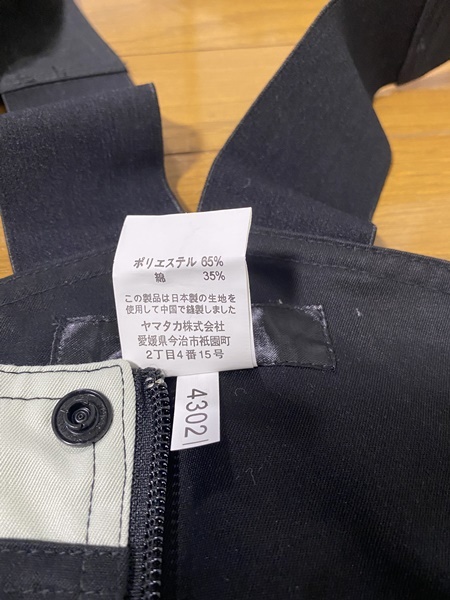 ポリエステル 65%
綿 35%
この製品は日本製の生地を
使用して中国で縫製しました
ヤマタカ株式会社
愛媛県今治市祇園町
2丁目4番15号
4302